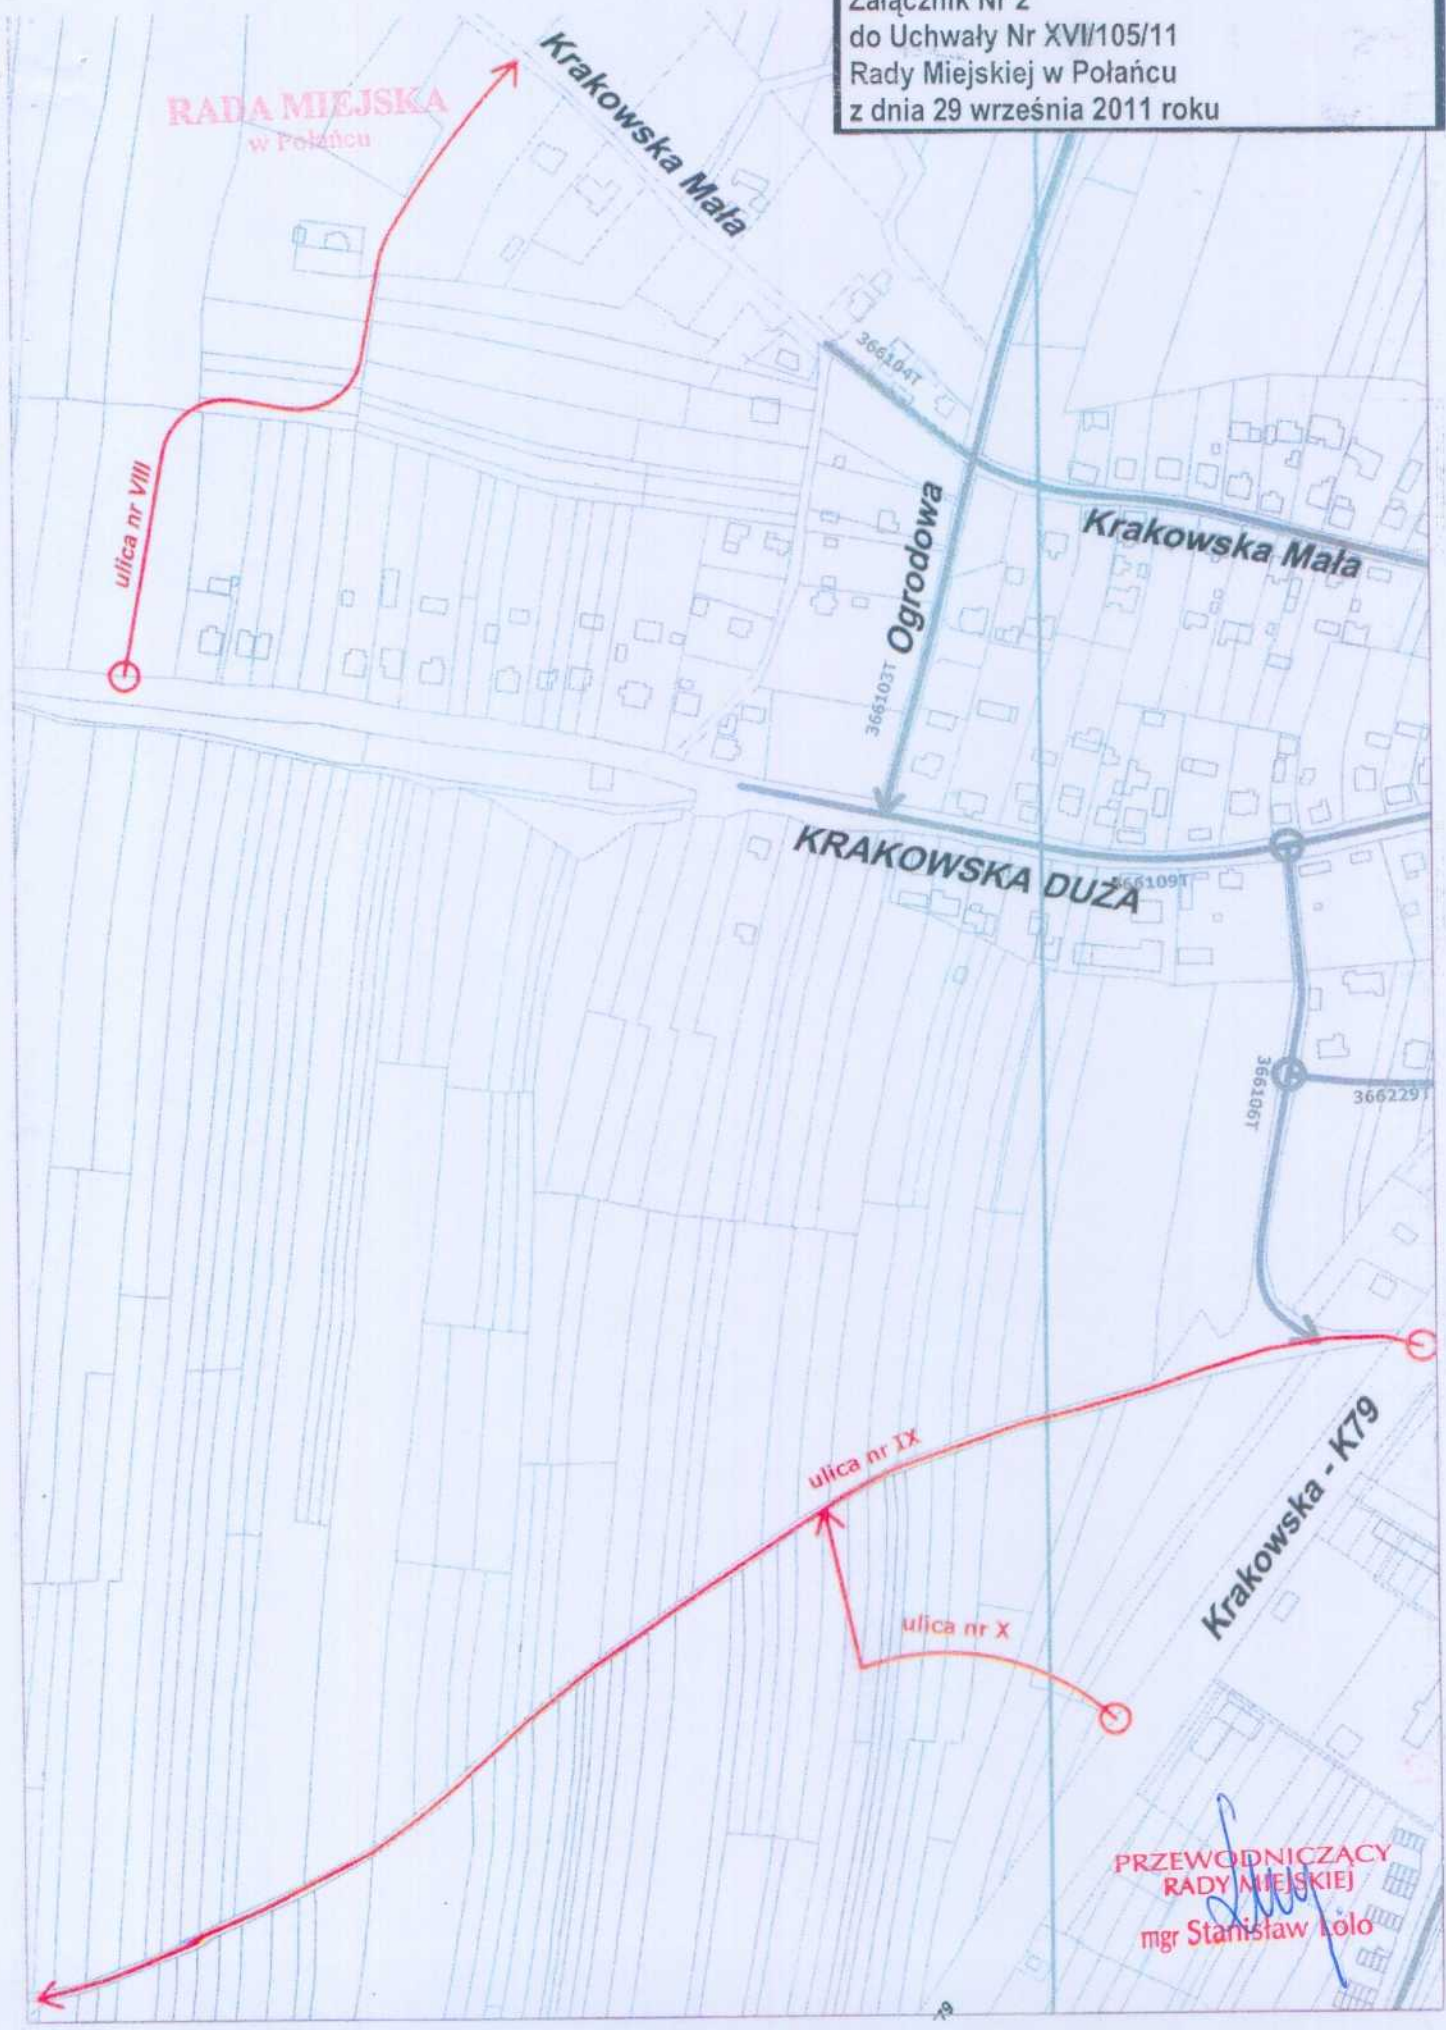 Załącznik Nr 2
do Uchwały Nr XVI/105/11
Rady Miejskiej w Połańcu
z dnia 29 września 2011 roku
RADA MIEJSKA
w Połańcu
Krakowska Mała
366104T
ulica nr VIII
Ogrodowa
366103T
Krakowska Mała
KRAKOWSKA DUŻA
366109T
366106T
366229T
ulica nr IX
Krakowska - K79
ulica nr X
PRZEWODNICZĄCY
RADY MIEJSKIEJ
mgr Stanisław Lolo
79